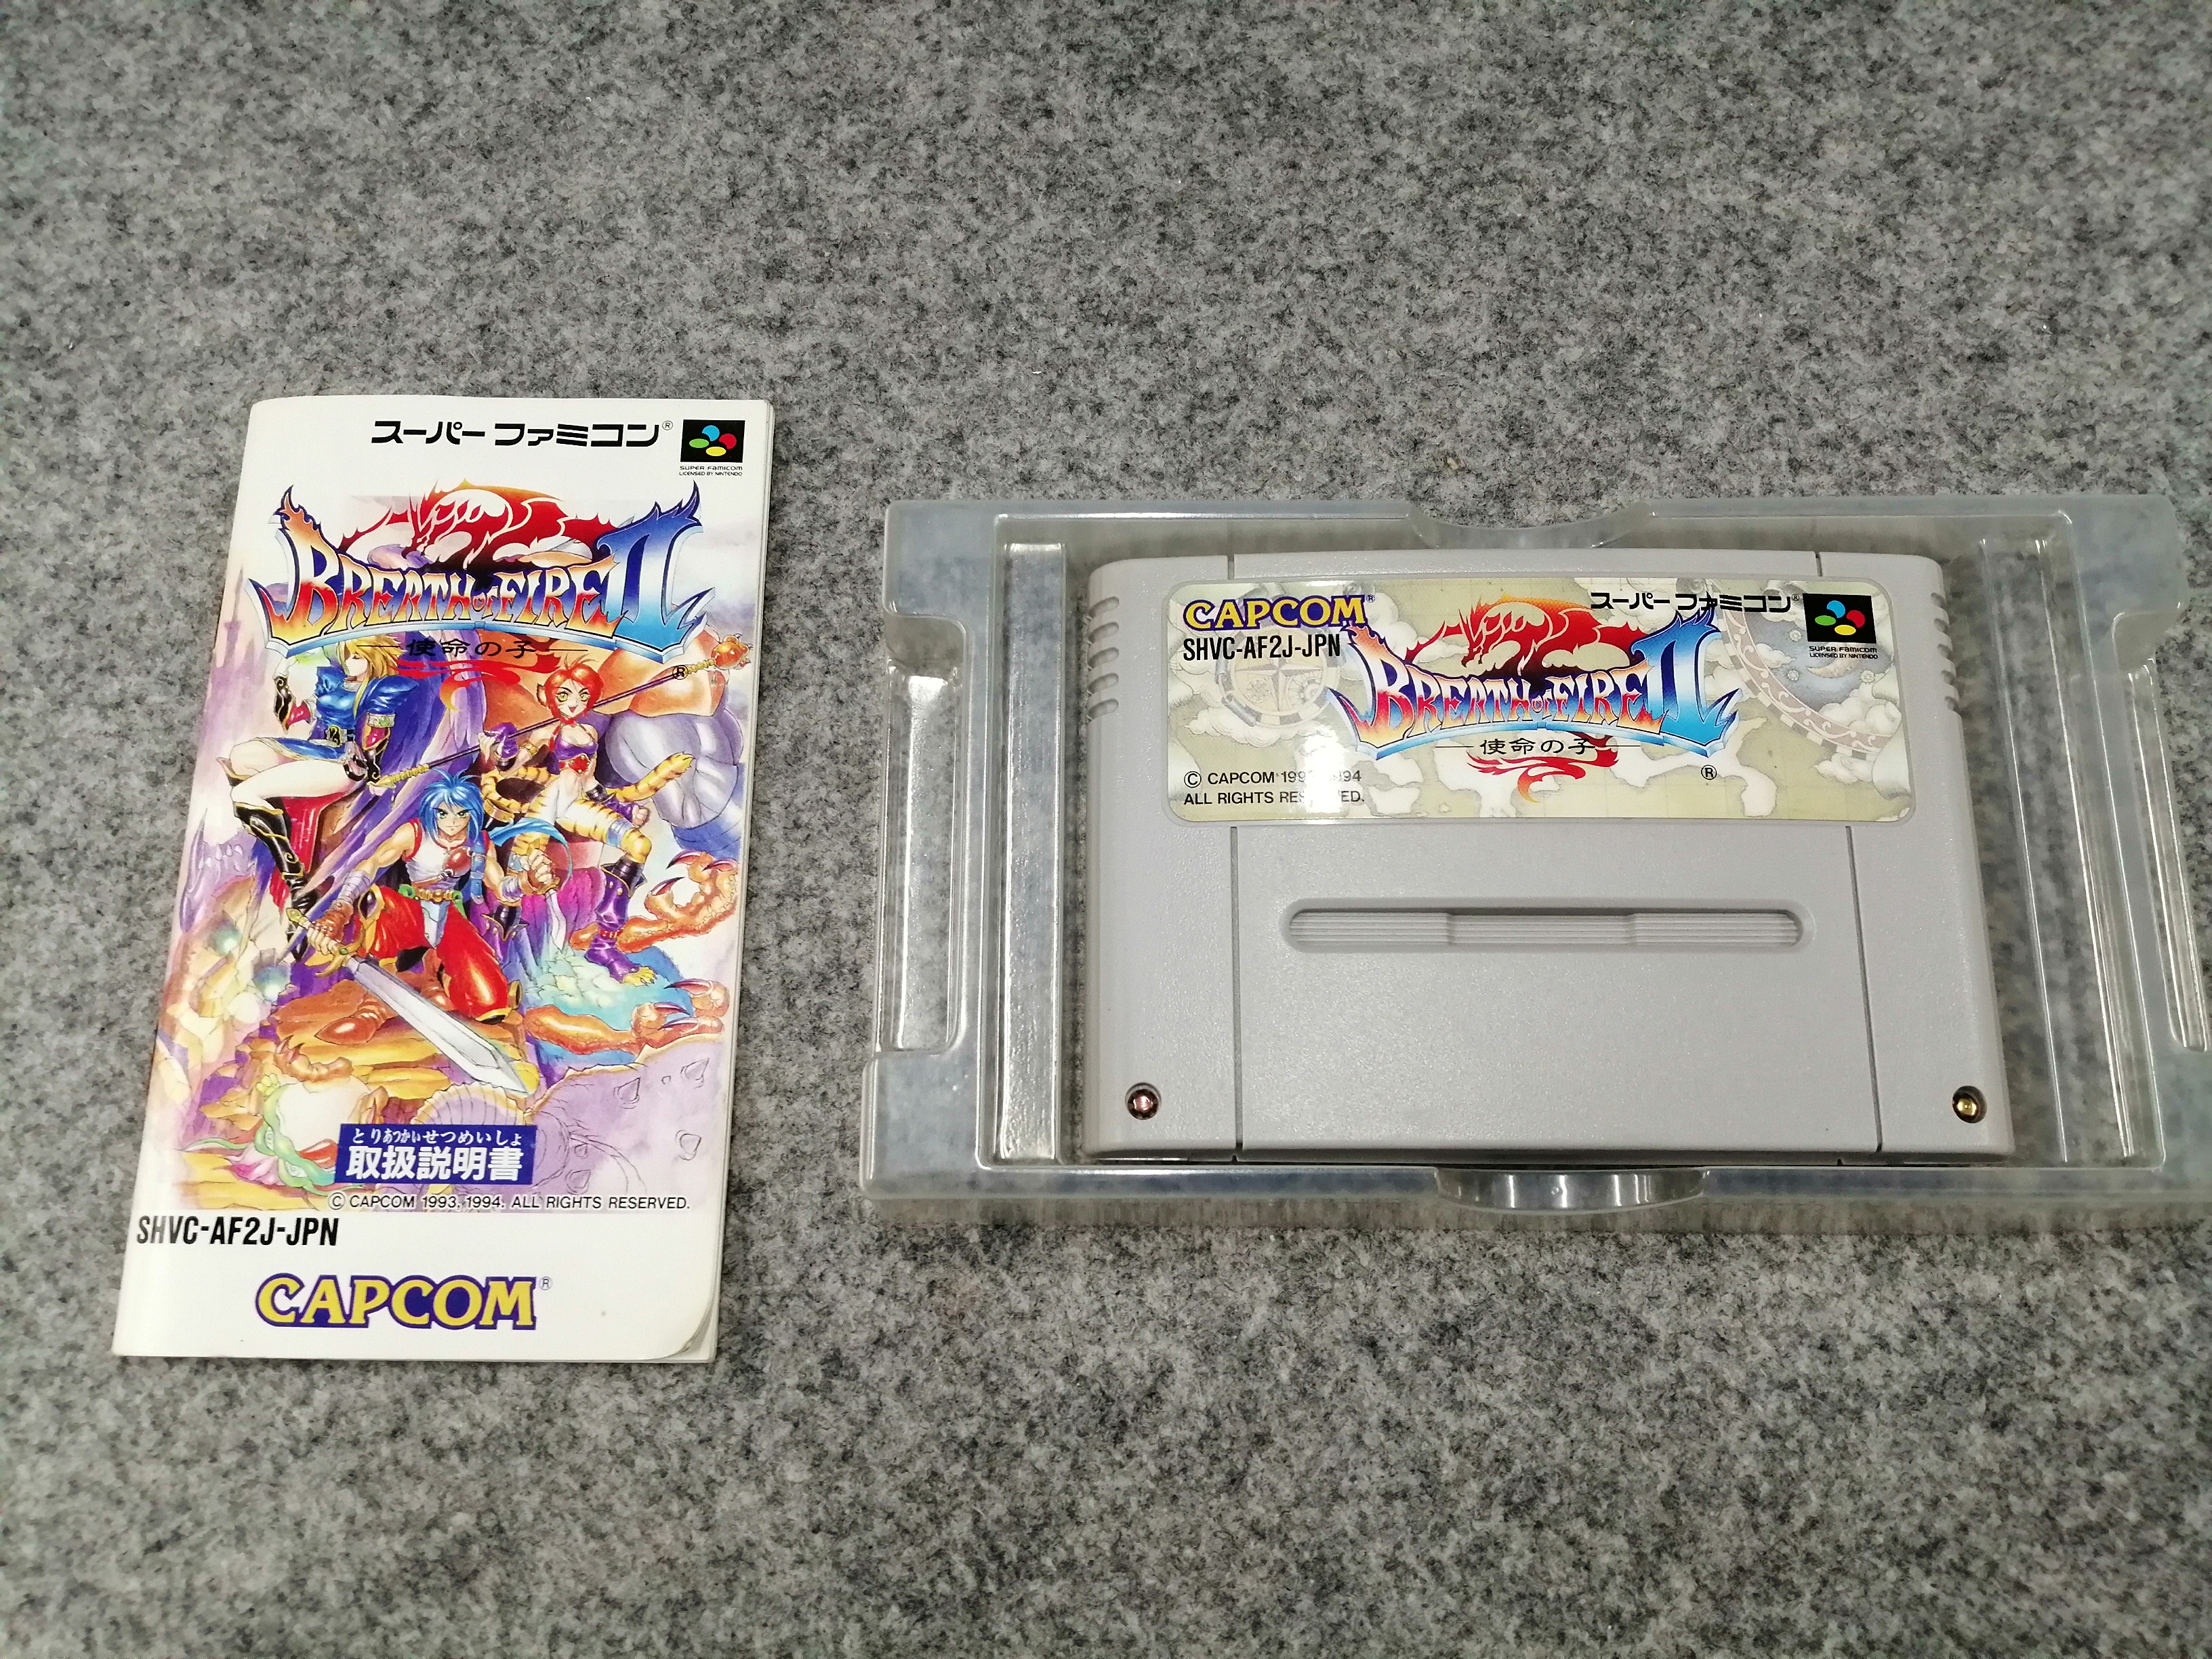 スーパーファミコン®
SUPER FAMICOM
LICENSED BY NINTENDO
BREATH OF FIRE II
使命の子
®
とりあつかいせつめいしょ
取扱説明書
© CAPCOM 1993, 1994. ALL RIGHTS RESERVED.
SHVC-AF2J-JPN
CAPCOM®
CAPCOM®
SHVC-AF2J-JPN
スーパーファミコン®
SUPER FAMICOM
LICENSED BY NINTENDO
BREATH OF FIRE II
使命の子
®
© CAPCOM
ALL RIGHTS